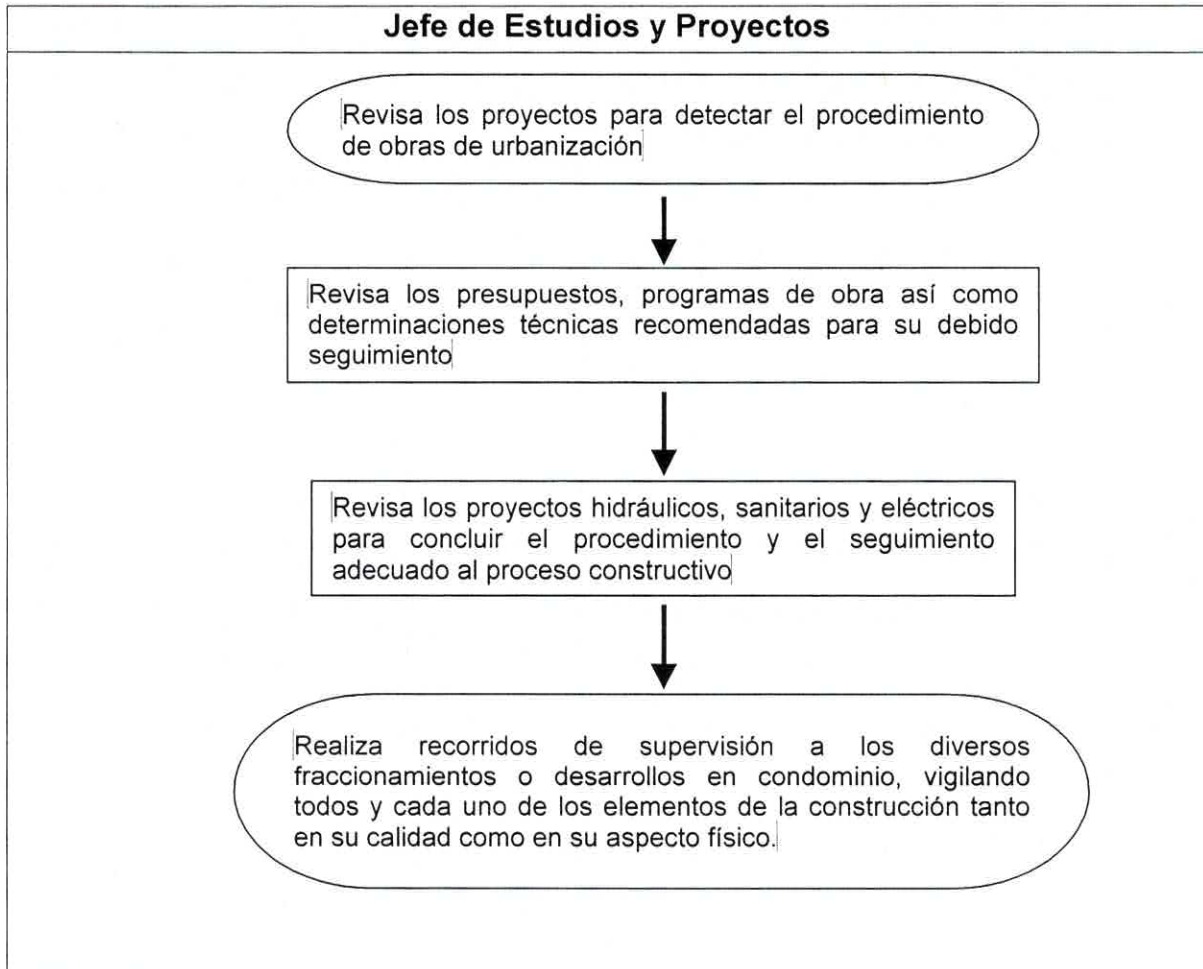 Jefe de Estudios y Proyectos
Revisa los proyectos para detectar el procedimiento
de obras de urbanización
Revisa los presupuestos, programas de obra así como
determinaciones técnicas recomendadas para su debido
seguimiento
Revisa los proyectos hidráulicos, sanitarios y eléctricos
para concluir el procedimiento y el seguimiento
adecuado al proceso constructivo
Realiza recorridos de supervisión a los diversos
fraccionamientos o desarrollos en condominio, vigilando
todos y cada uno de los elementos de la construcción tanto
en su calidad como en su aspecto físico.